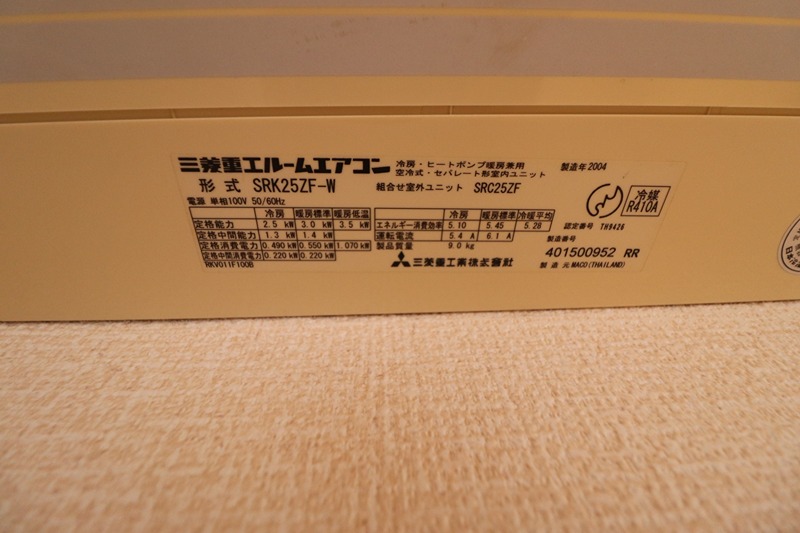 三菱重工ルームエアコン
冷房・ヒートポンプ暖房兼用
空冷式・セパレート形室内ユニット
製造年 2004
形式 SRK25ZF-W
組合せ室外ユニット SRC25ZF
電源 単相100V 50/60Hz
冷房 暖房標準 暖房低温
定格能力 2.5 kW 3.0 kW 3.5 kW
定格中間能力 1.3 kW 1.4 kW
定格消費電力 0.490 kW 0.550 kW 1.070 kW
定格中間消費電力 0.220 kW 0.220 kW
RKV011F100B
冷房 暖房標準 冷暖平均
エネルギー消費効率 5.10 5.45 5.28
運転電流 5.4 A 6.1 A
製品質量 9.0 kg
三菱重工業株式會社
冷媒
R410A
認定番号 TH9426
製造番号
401500952 RR
製造元 MACO(THAILAND)